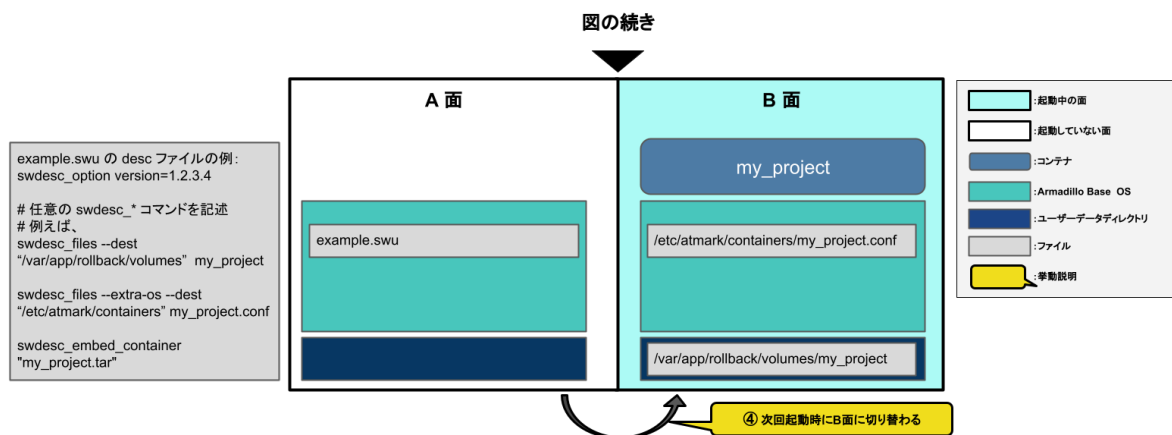 図の続き
A 面
B 面
example.swu の desc ファイルの例:
swdesc_option version=1.2.3.4
# 任意の swdesc_* コマンドを記述
# 例えば、
swdesc_files --dest
“/var/app/rollback/volumes” my_project
swdesc_files --extra-os --dest
“/etc/atmark/containers” my_project.conf
swdesc_embed_container
"my_project.tar"
example.swu
my_project
/etc/atmark/containers/my_project.conf
/var/app/rollback/volumes/my_project
④ 次回起動時にB面に切り替わる
:起動中の面
:起動していない面
:コンテナ
:Armadillo Base OS
:ユーザーデータディレクトリ
:ファイル
:挙動説明